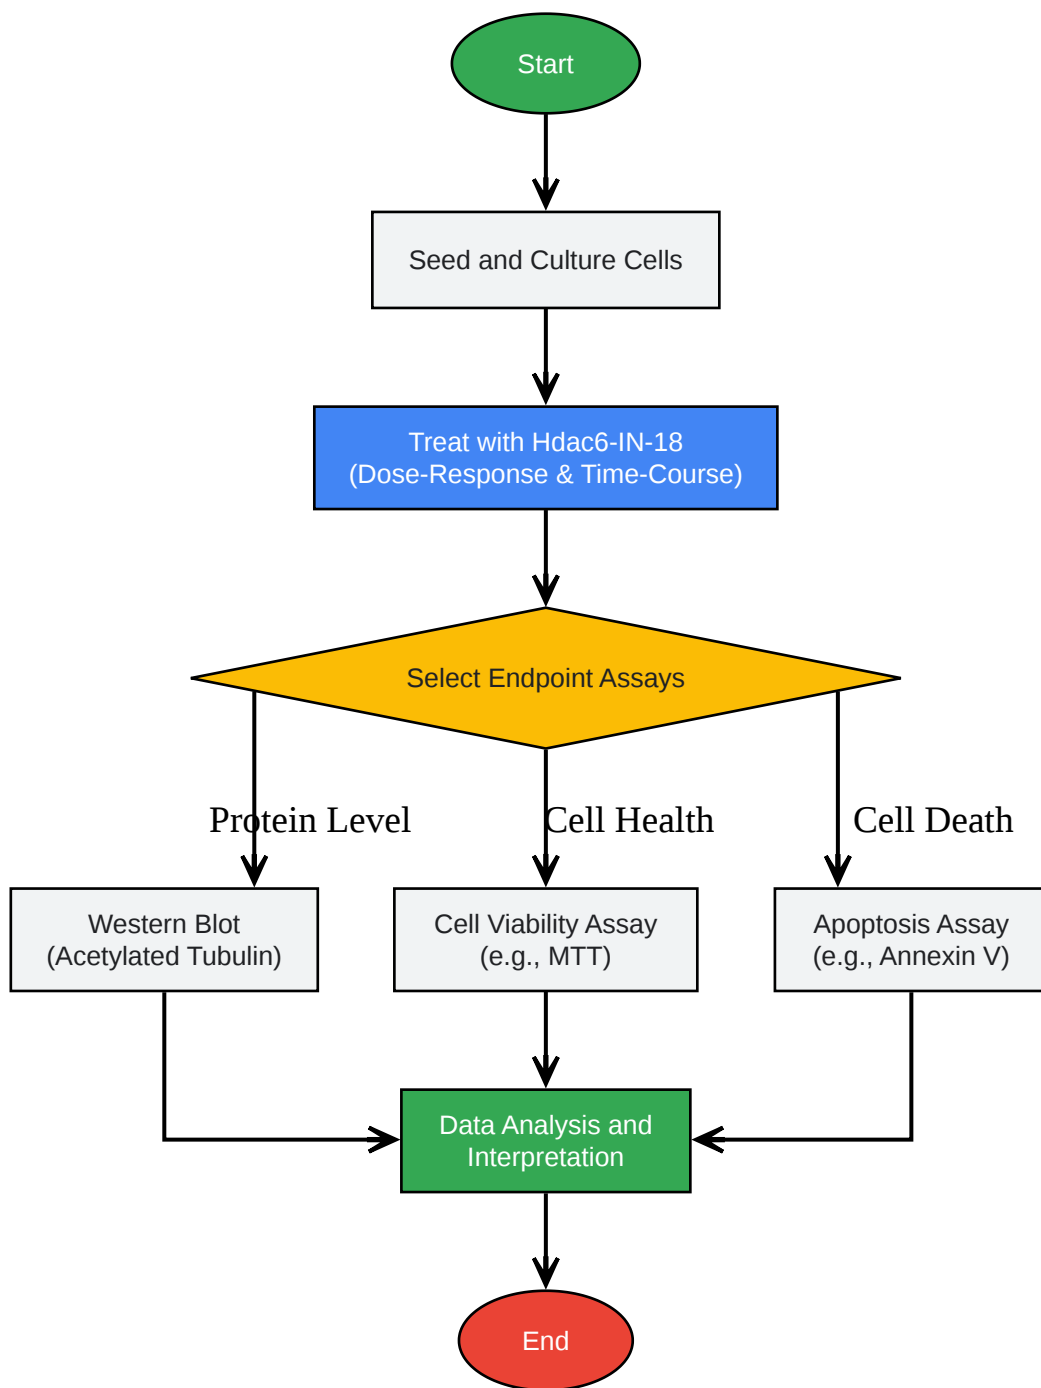 Start
Seed and Culture Cells
Treat with Hdac6-IN-18
(Dose-Response & Time-Course)
Select Endpoint Assays
Protein Level
Cell Health
Cell Death
Western Blot
(Acetylated Tubulin)
Cell Viability Assay
(e.g., MTT)
Apoptosis Assay
(e.g., Annexin V)
Data Analysis and
Interpretation
End